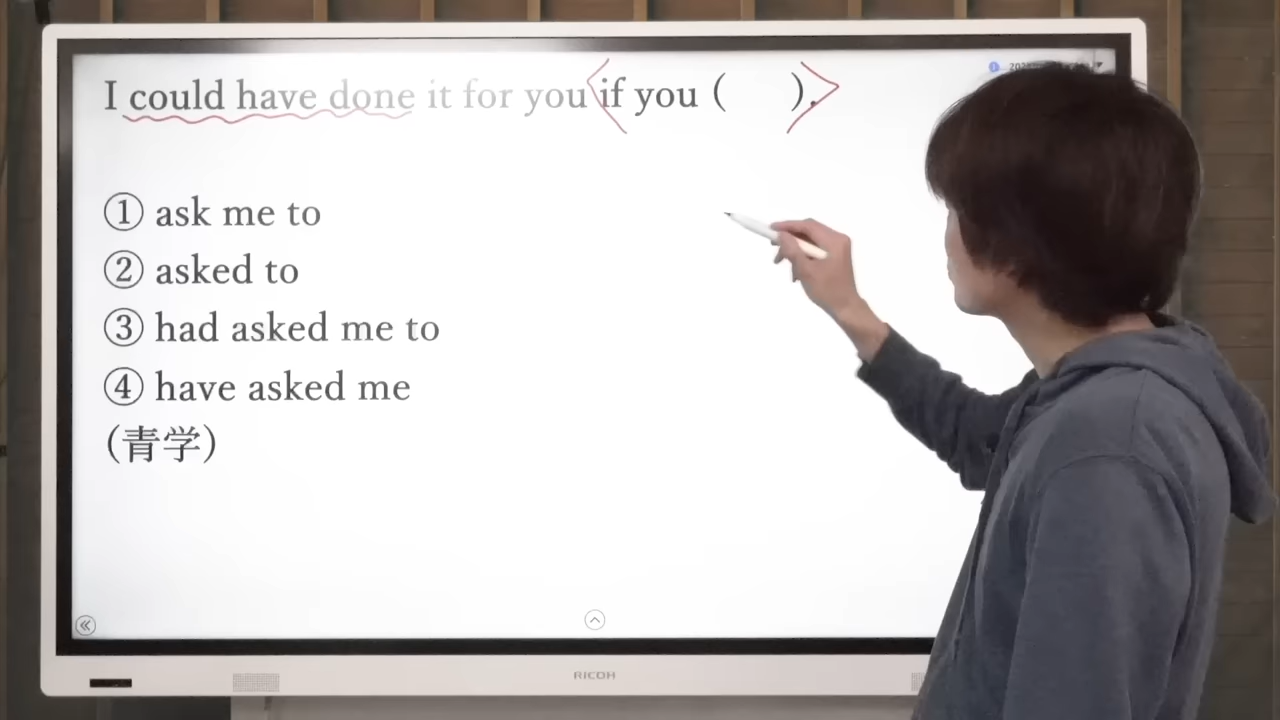 I could have done it for you if you ( ).
① ask me to
② asked to
③ had asked me to
④ have asked me
(青学)
RICOH